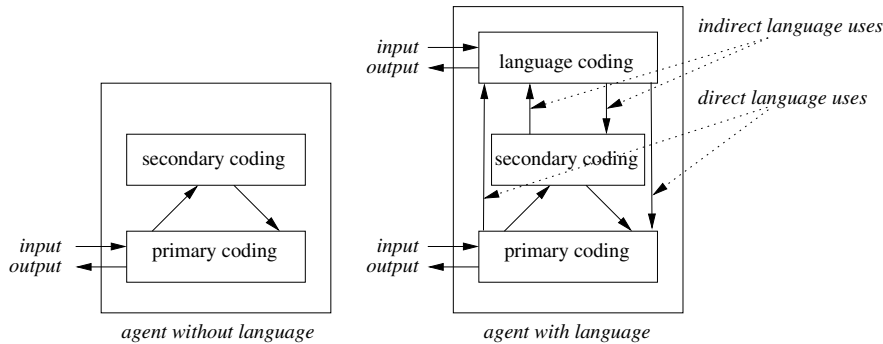 secondary coding
input
output
primary coding
agent without language
input
output
language coding
indirect language uses
direct language uses
secondary coding
input
output
primary coding
agent with language